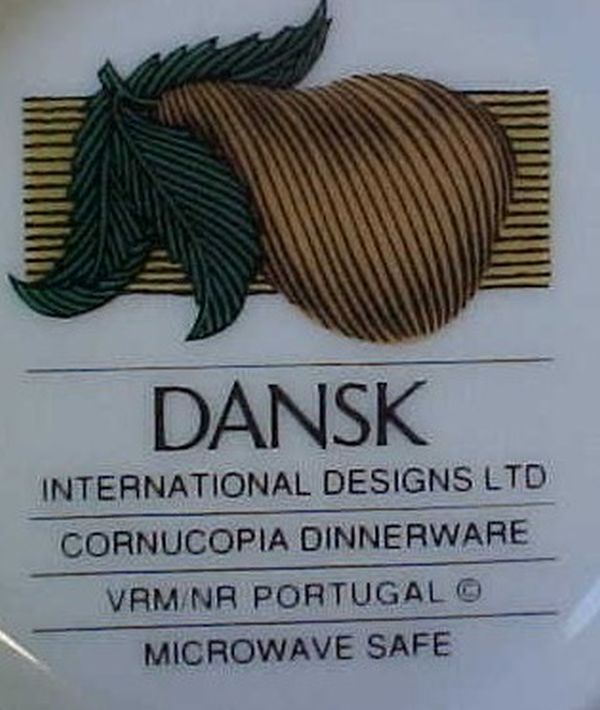 DANSK
INTERNATIONAL DESIGNS LTD
CORNUCOPIA DINNERWARE
VRM/NR PORTUGAL ©
MICROWAVE SAFE